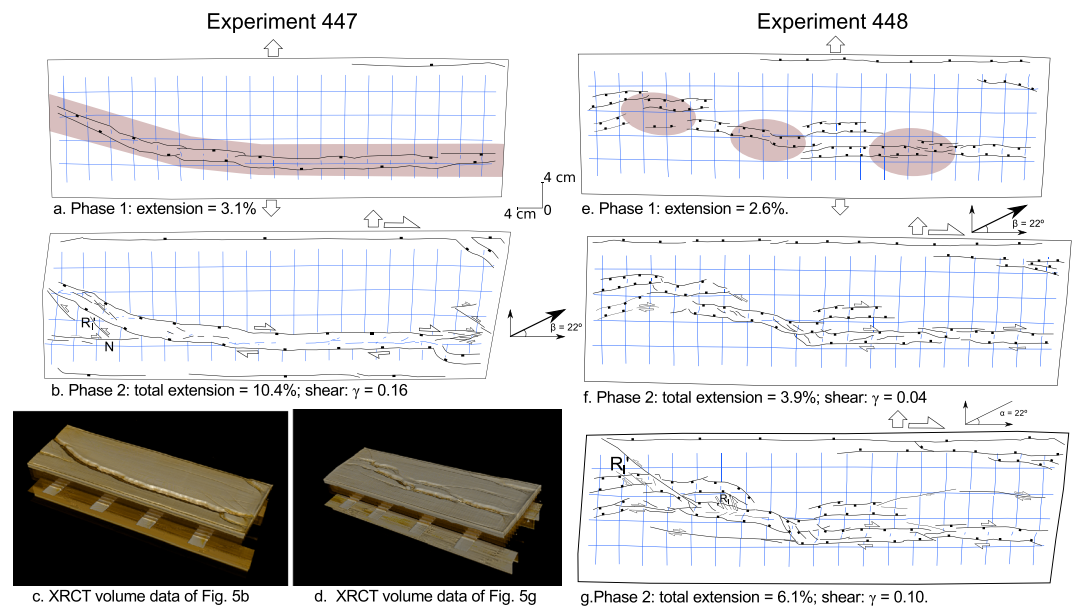 Experiment 447
Experiment 448
a. Phase 1: extension = 3.1%
4 cm
4 cm 0
e. Phase 1: extension = 2.6%.
β = 22º
R'
N
β = 22º
b. Phase 2: total extension = 10.4%; shear: γ = 0.16
f. Phase 2: total extension = 3.9%; shear: γ = 0.04
α = 22º
c. XRCT volume data of Fig. 5b
d. XRCT volume data of Fig. 5g
g.Phase 2: total extension = 6.1%; shear: γ = 0.10.